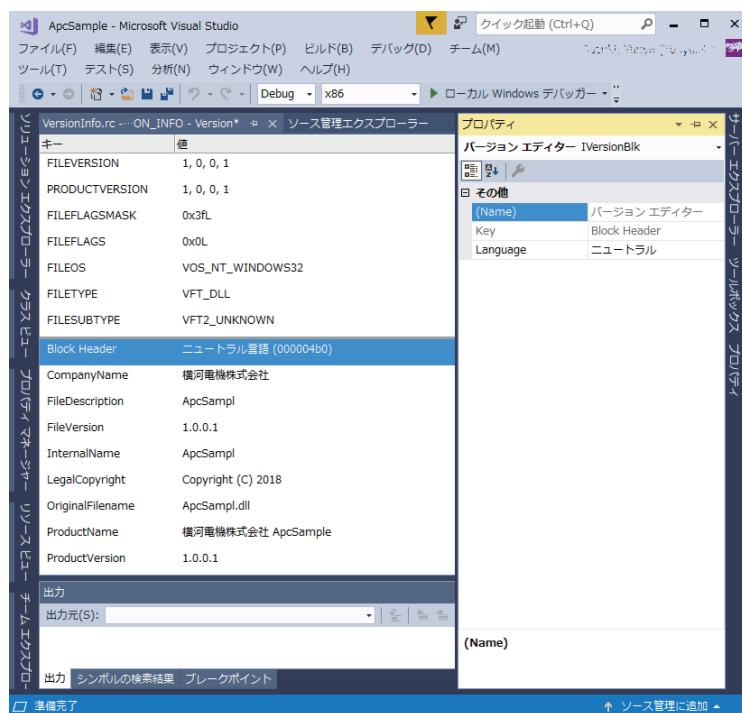 ApcSample - Microsoft Visual Studio
クイック起動 (Ctrl+Q)
ファイル(F) 編集(E) 表示(V) プロジェクト(P) ビルド(B) デバッグ(D) チーム(M)
ツール(T) テスト(S) 分析(N) ウィンドウ(W) ヘルプ(H)
Debug x86 ローカル Windows デバッガー
ソリューション エクスプローラー
クラス ビュー
プロパティ マネージャー
リソース ビュー
チーム エクスプロー
VersionInfo.rc -…ON_INFO - Version* ソース管理エクスプローラー
キー 値
FILEVERSION 1, 0, 0, 1
PRODUCTVERSION 1, 0, 0, 1
FILEFLAGSMASK 0x3fL
FILEFLAGS 0x0L
FILEOS VOS_NT_WINDOWS32
FILETYPE VFT_DLL
FILESUBTYPE VFT2_UNKNOWN
Block Header ニュートラル言語 (000004b0)
CompanyName 横河電機株式会社
FileDescription ApcSampl
FileVersion 1.0.0.1
InternalName ApcSampl
LegalCopyright Copyright (C) 2018
OriginalFilename ApcSampl.dll
ProductName 横河電機株式会社 ApcSample
ProductVersion 1.0.0.1
出力
出力元(S):
出力 シンボルの検索結果 ブレークポイント
プロパティ
バージョン エディター IVersionBlk
その他
(Name) バージョン エディター
Key Block Header
Language ニュートラル
(Name)
サーバー エクスプローラー
ツールボックス
プロパティ
準備完了
ソース管理に追加